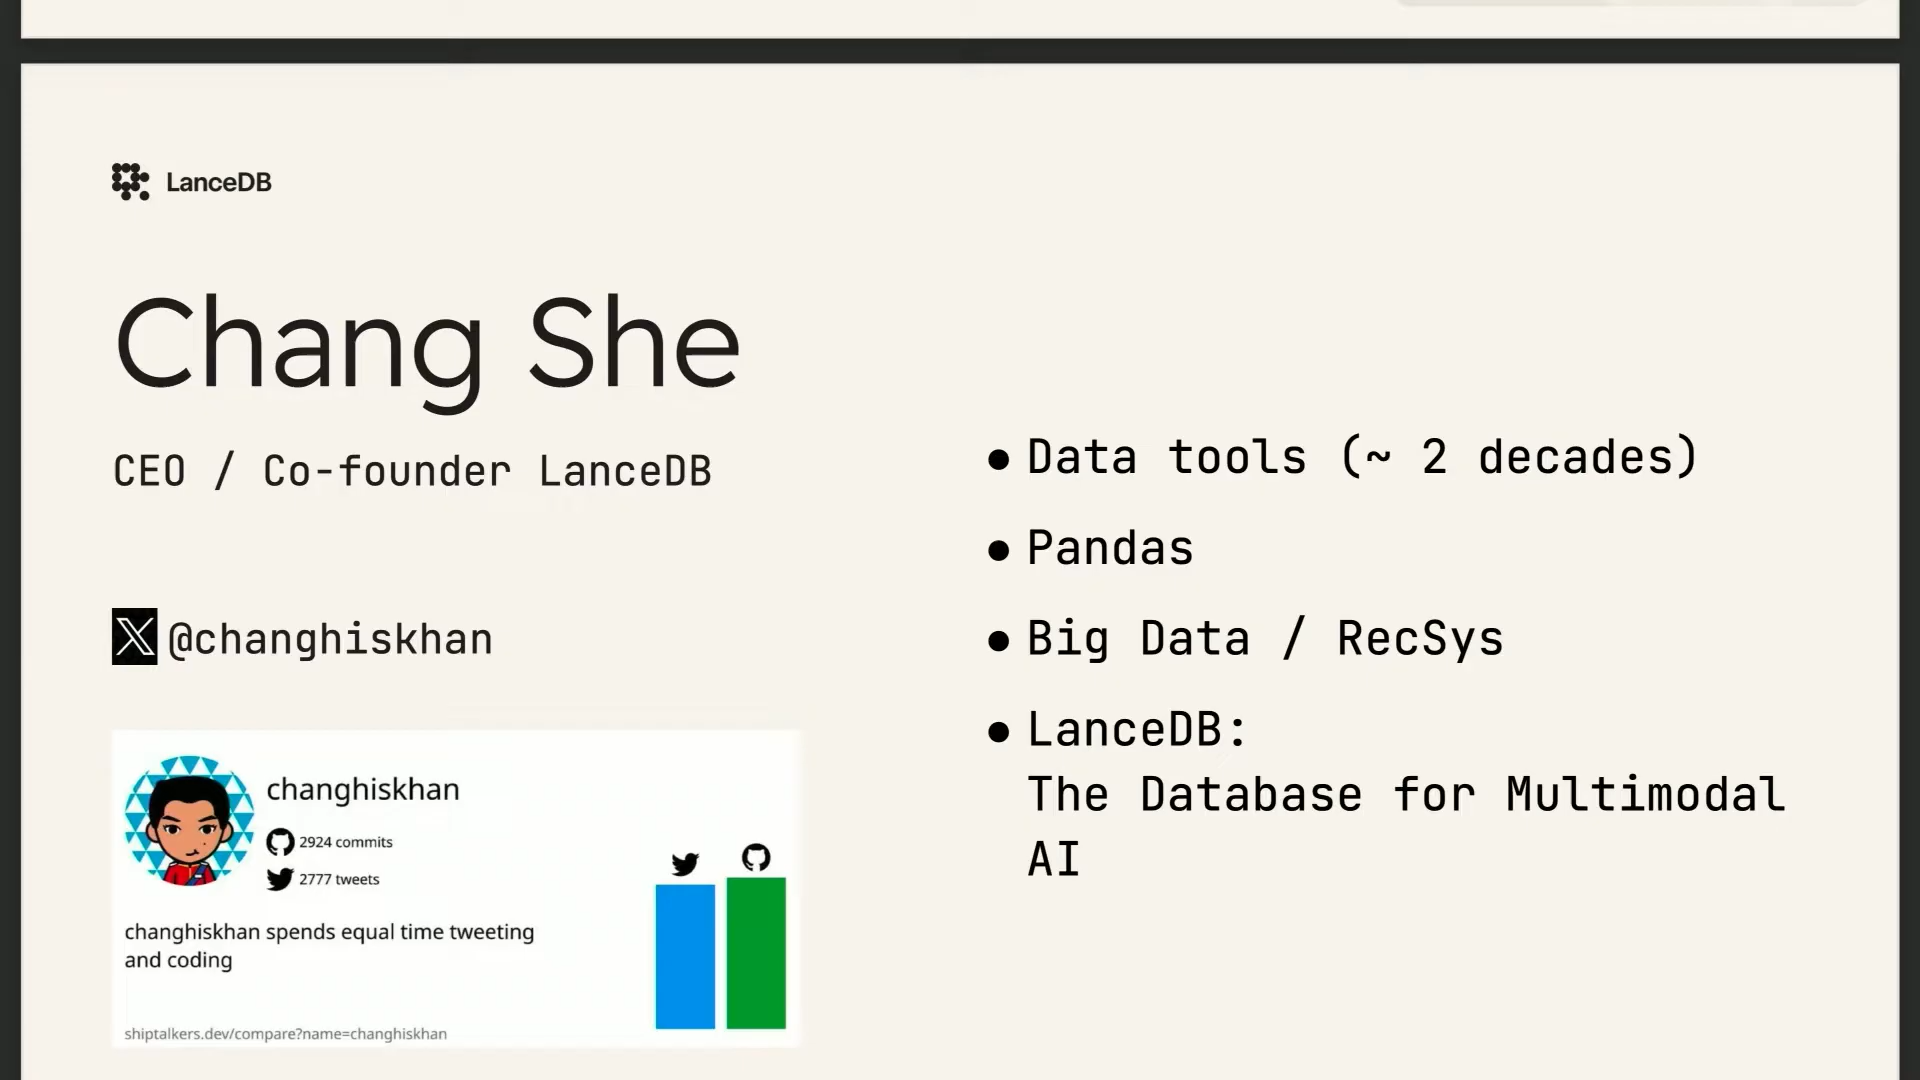 LanceDB
Chang She
CEO / Co-founder LanceDB
@changhiskhan
changhiskhan
2924 commits
2777 tweets
changhiskhan spends equal time tweeting
and coding
shiptalkers.dev/compare?name=changhiskhan
● Data tools (~ 2 decades)
● Pandas
● Big Data / RecSys
● LanceDB:
The Database for Multimodal
AI